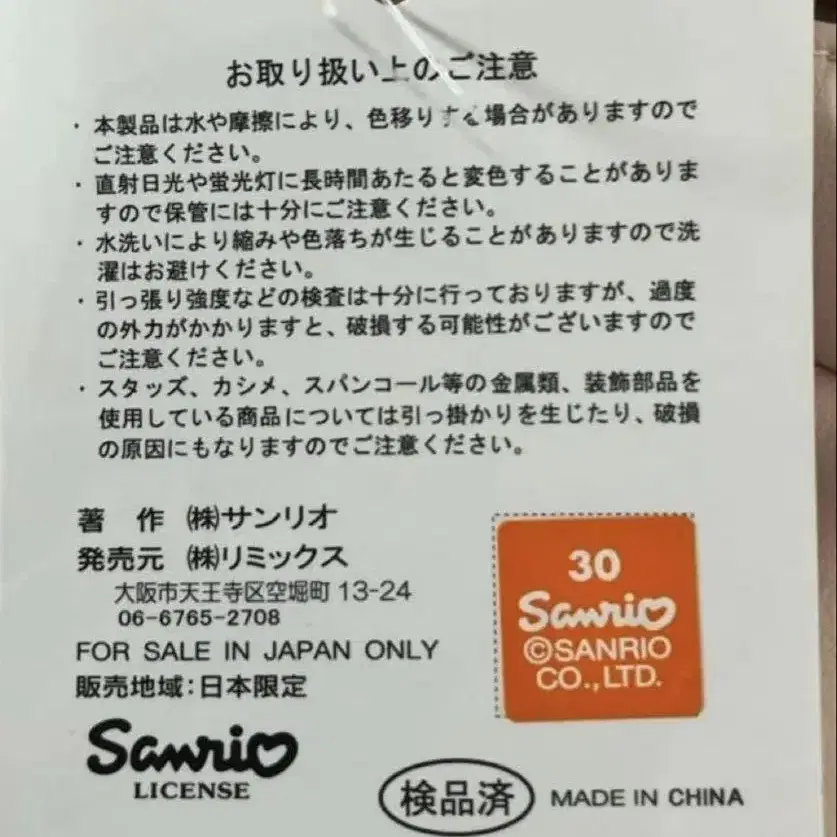 お取り扱い上のご注意
・本製品は水や摩擦により、色移りする場合がありますので
ご注意ください。
・直射日光や蛍光灯に長時間あたると変色することがありま
すので保管には十分にご注意ください。
・水洗いにより縮みや色落ちが生じることがありますので洗
濯はお避けください。
・引っ張り強度などの検査は十分に行っておりますが、過度
の外力がかかりますと、破損する可能性がございますので
ご注意ください。
・スタッズ、カシメ、スパンコール等の金属類、装飾部品を
使用している商品については引っ掛かりを生じたり、破損
の原因にもなりますのでご注意ください。
著 作 ㈱サンリオ
発売元 ㈱リミックス
大阪市天王寺区空堀町 13-24
06-6765-2708
FOR SALE IN JAPAN ONLY
販売地域:日本限定
30
Sanrio
©SANRIO
CO.,LTD.
Sanrio
LICENSE
検品済 MADE IN CHINA